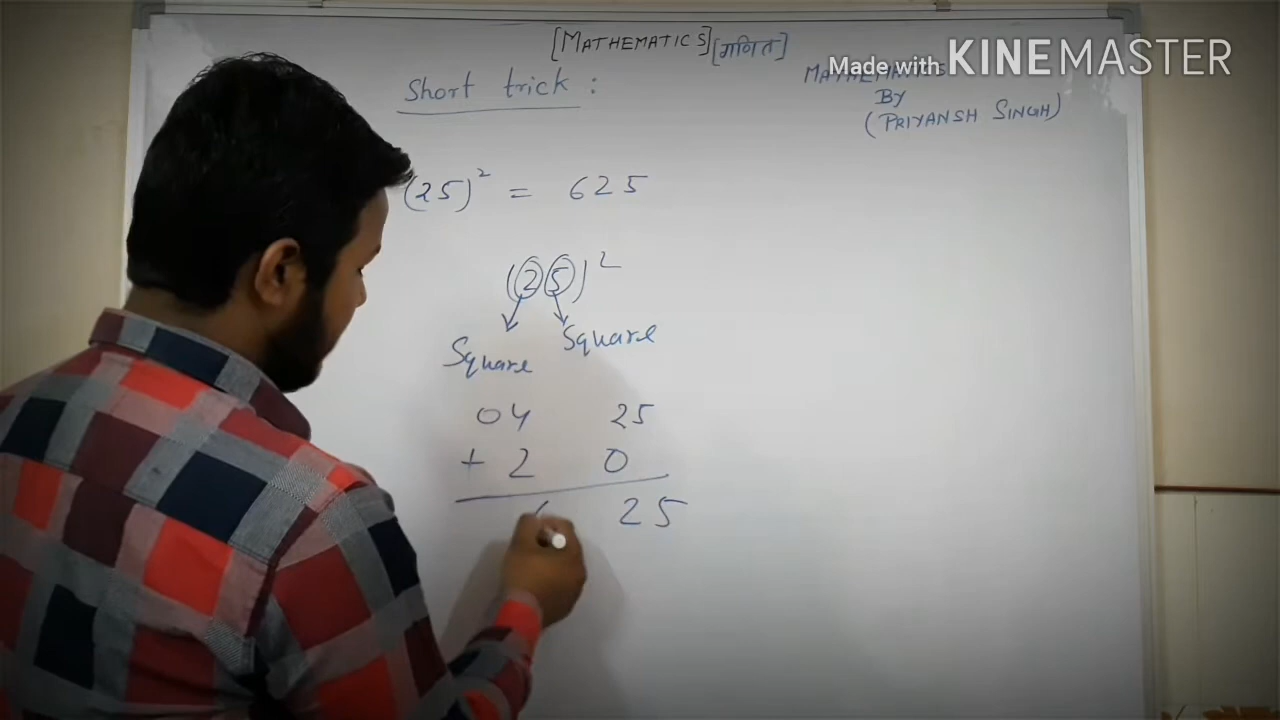 [MATHEMATICS] [गणित]
Made with KINEMASTER
Short trick :
MATHEMATICS
BY
(PRIYANSH SINGH)
(25)² = 625
(25)²
Square Square
04 25
+ 2 0
25